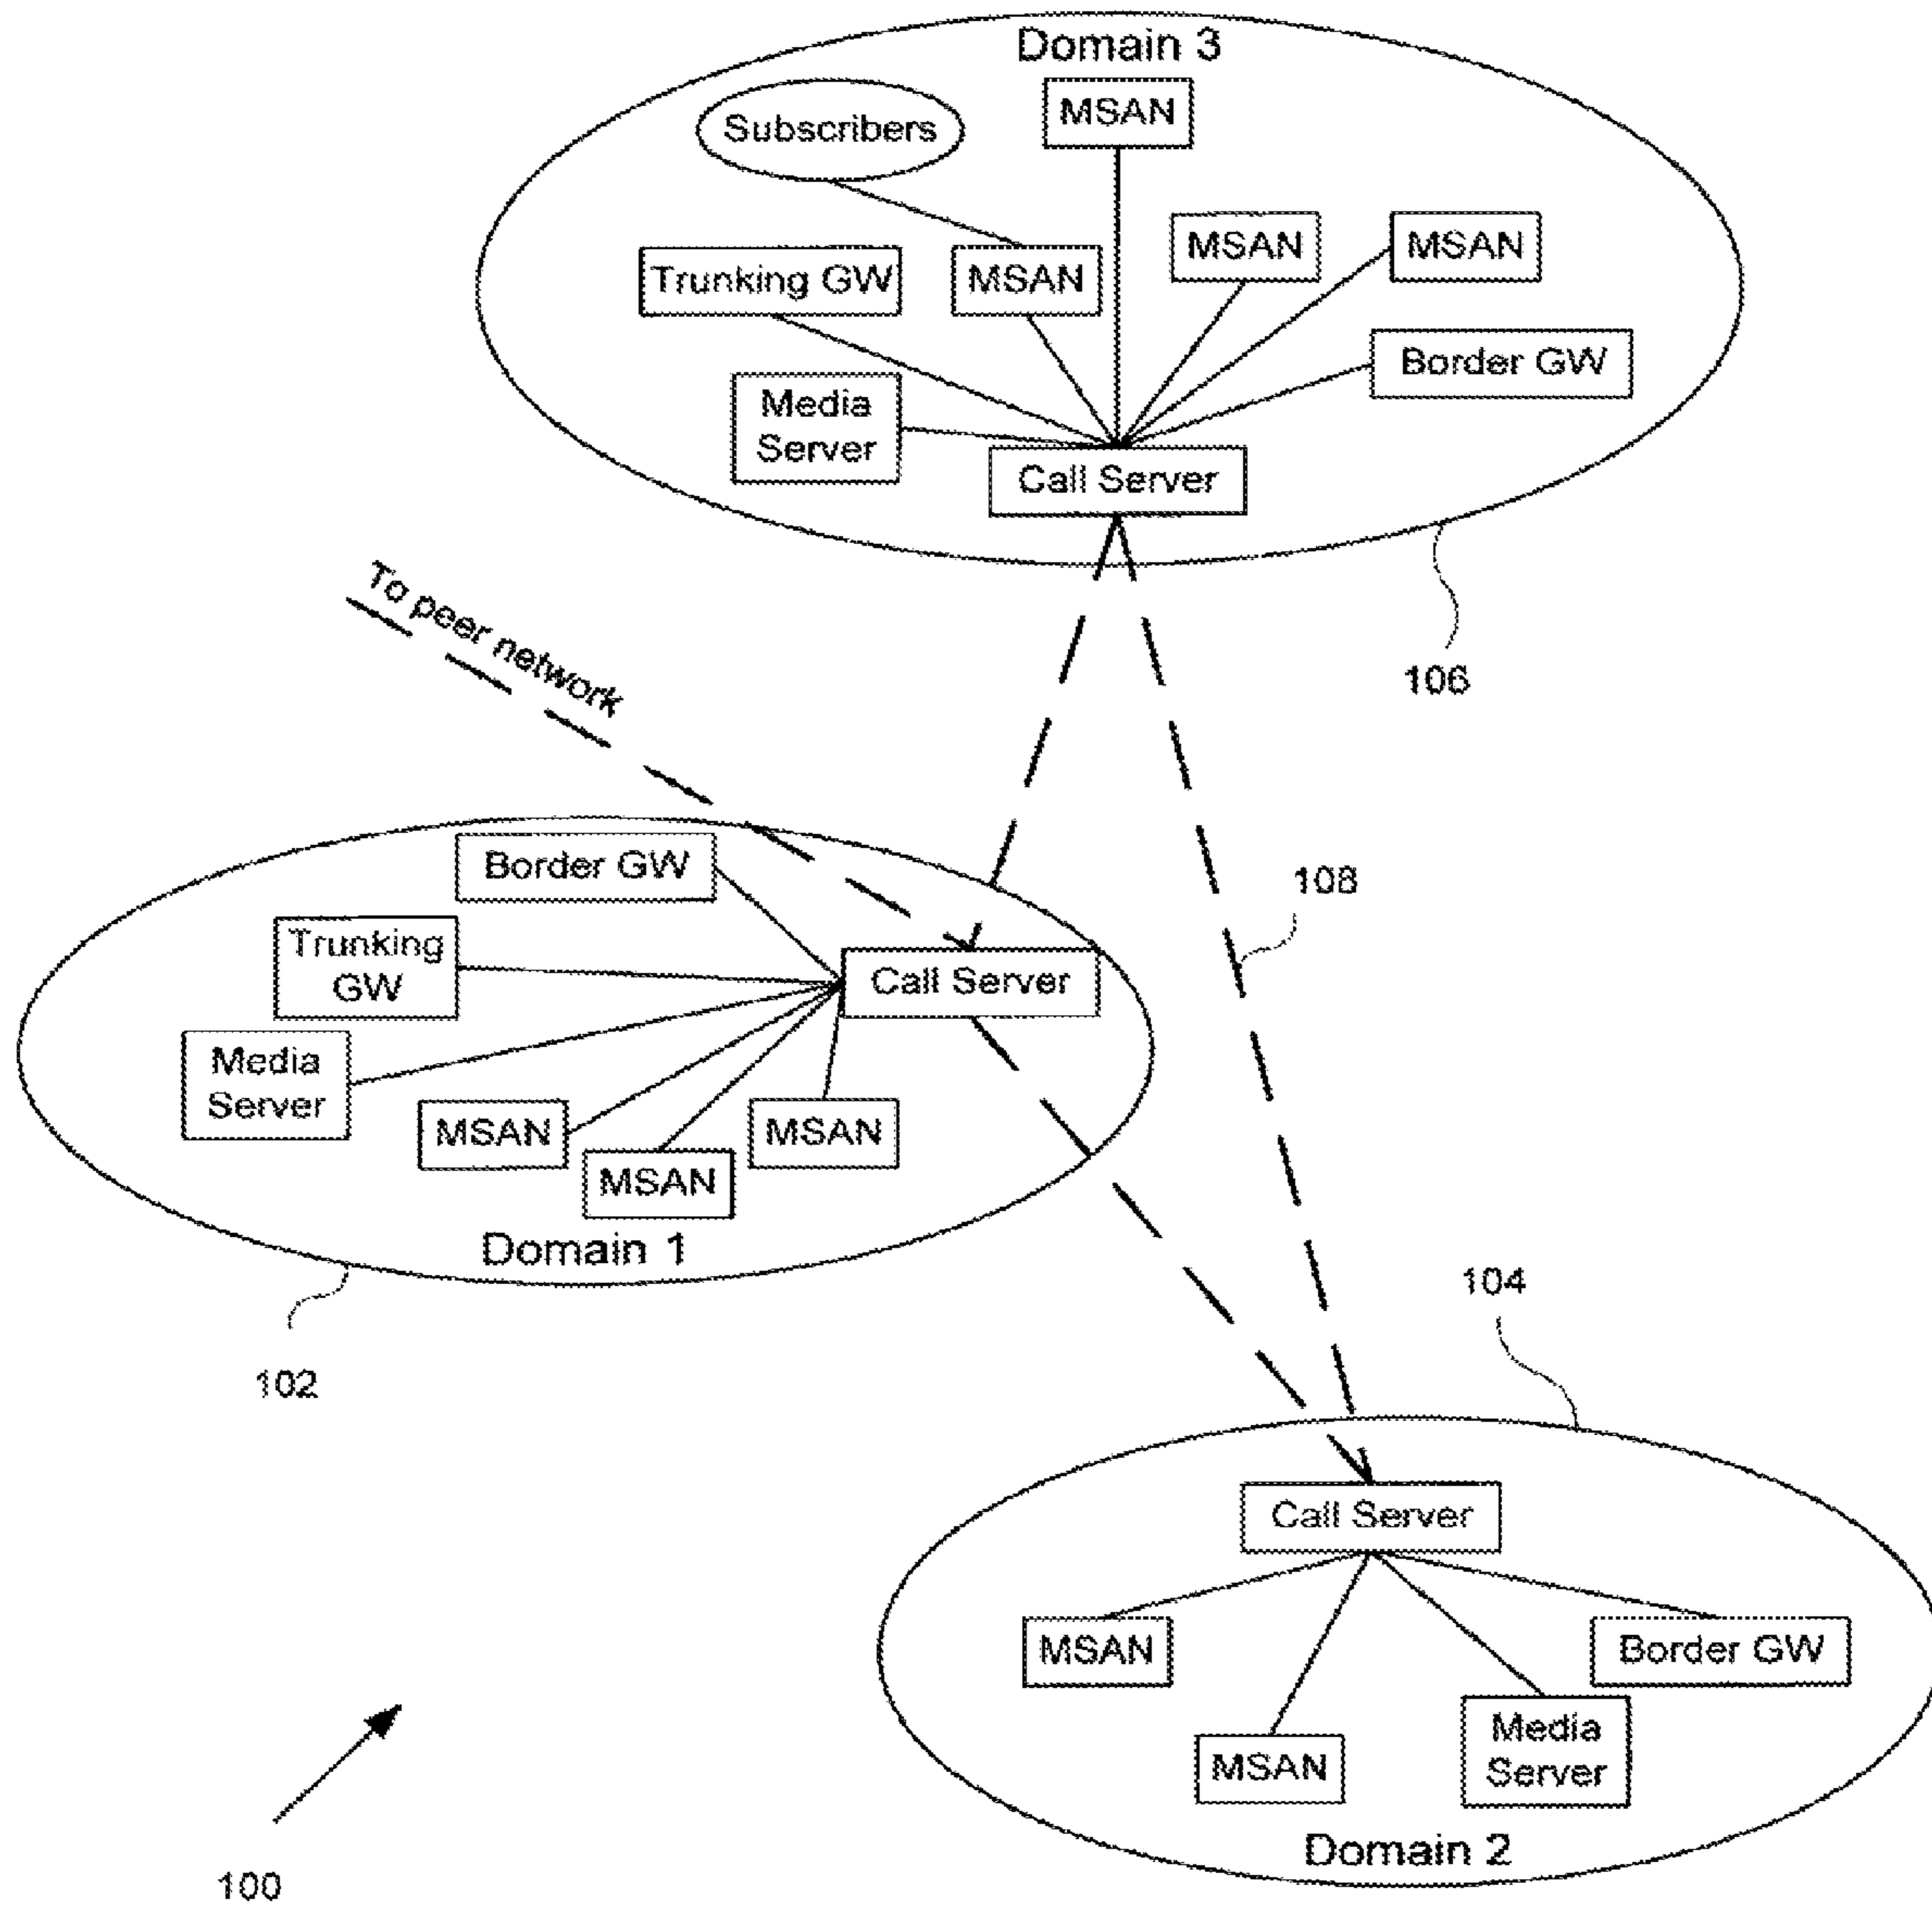 Domain 3
MSAN
Subscribers
MSAN
MSAN
Trunking GW
MSAN
Border GW
Media
Server
Call Server
To peer network
106
108
Border GW
Trunking
GW
Call Server
Media
Server
MSAN
MSAN
MSAN
Domain 1
102
104
Call Server
MSAN
Border GW
MSAN
Media
Server
Domain 2
100